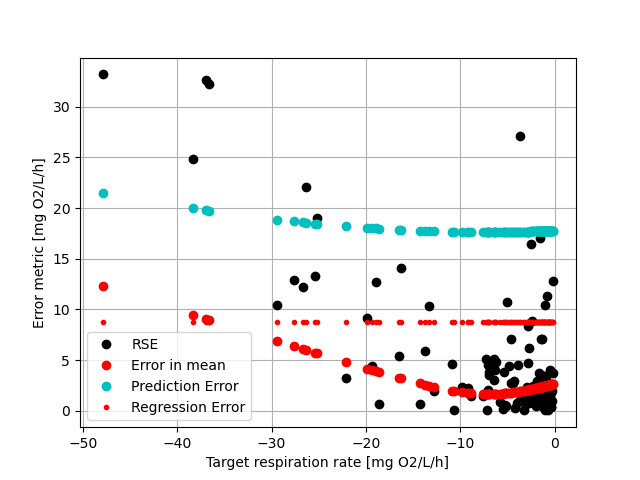 Error metric [mg O2/L/h]
30
25
20
15
10
5
0
RSE
Error in mean
Prediction Error
Regression Error
−50
−40
−30
−20
−10
0
Target respiration rate [mg O2/L/h]